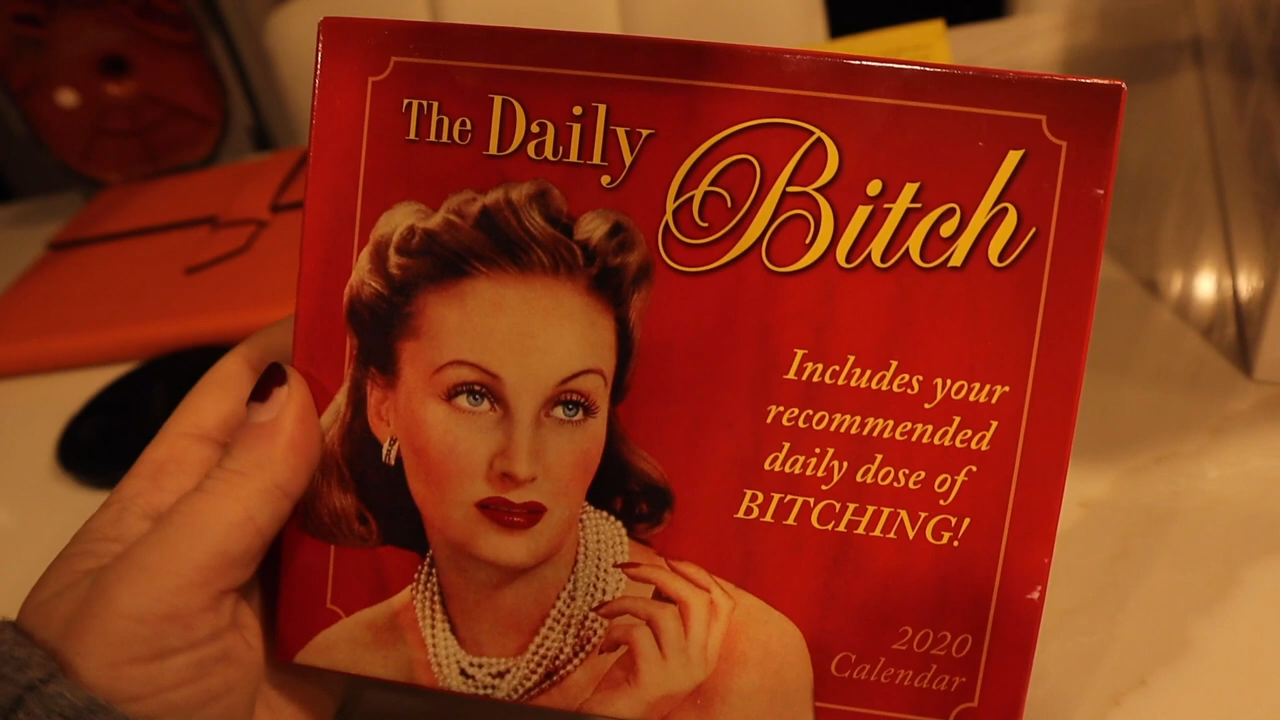 The Daily Bitch
Includes your
recommended
daily dose of
BITCHING!
2020
Calendar